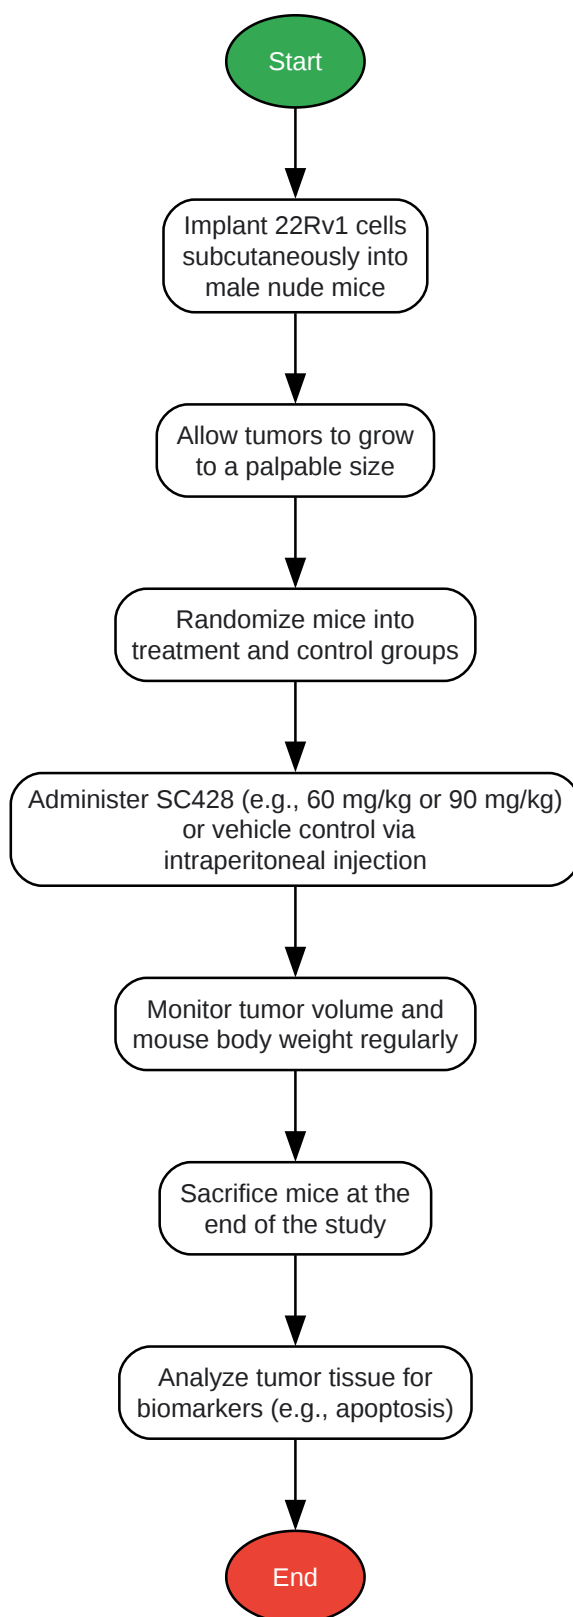 Start
Implant 22Rv1 cells
subcutaneously into
male nude mice
Allow tumors to grow
to a palpable size
Randomize mice into
treatment and control groups
Administer SC428 (e.g., 60 mg/kg or 90 mg/kg)
or vehicle control via
intraperitoneal injection
Monitor tumor volume and
mouse body weight regularly
Sacrifice mice at the
end of the study
Analyze tumor tissue for
biomarkers (e.g., apoptosis)
End